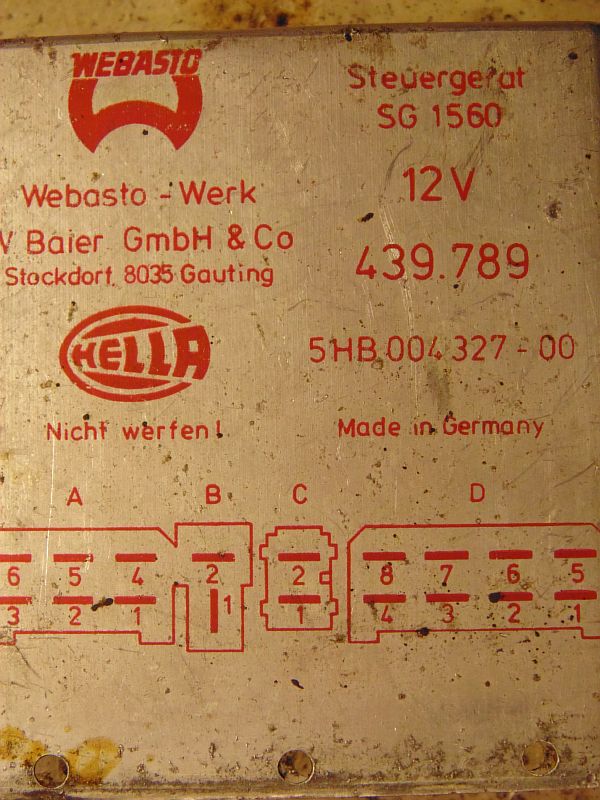 WEBASTO
Steuergerät
SG 1560
Webasto - Werk
12V
W Baier GmbH & Co
439.789
Stockdorf, 8035 Gauting
HELLA
5HB 004 327 - 00
Nicht werfen!
Made in Germany
A B C D
6 5 4 2 2 8 7 6 5
3 2 1 1 1 4 3 2 1